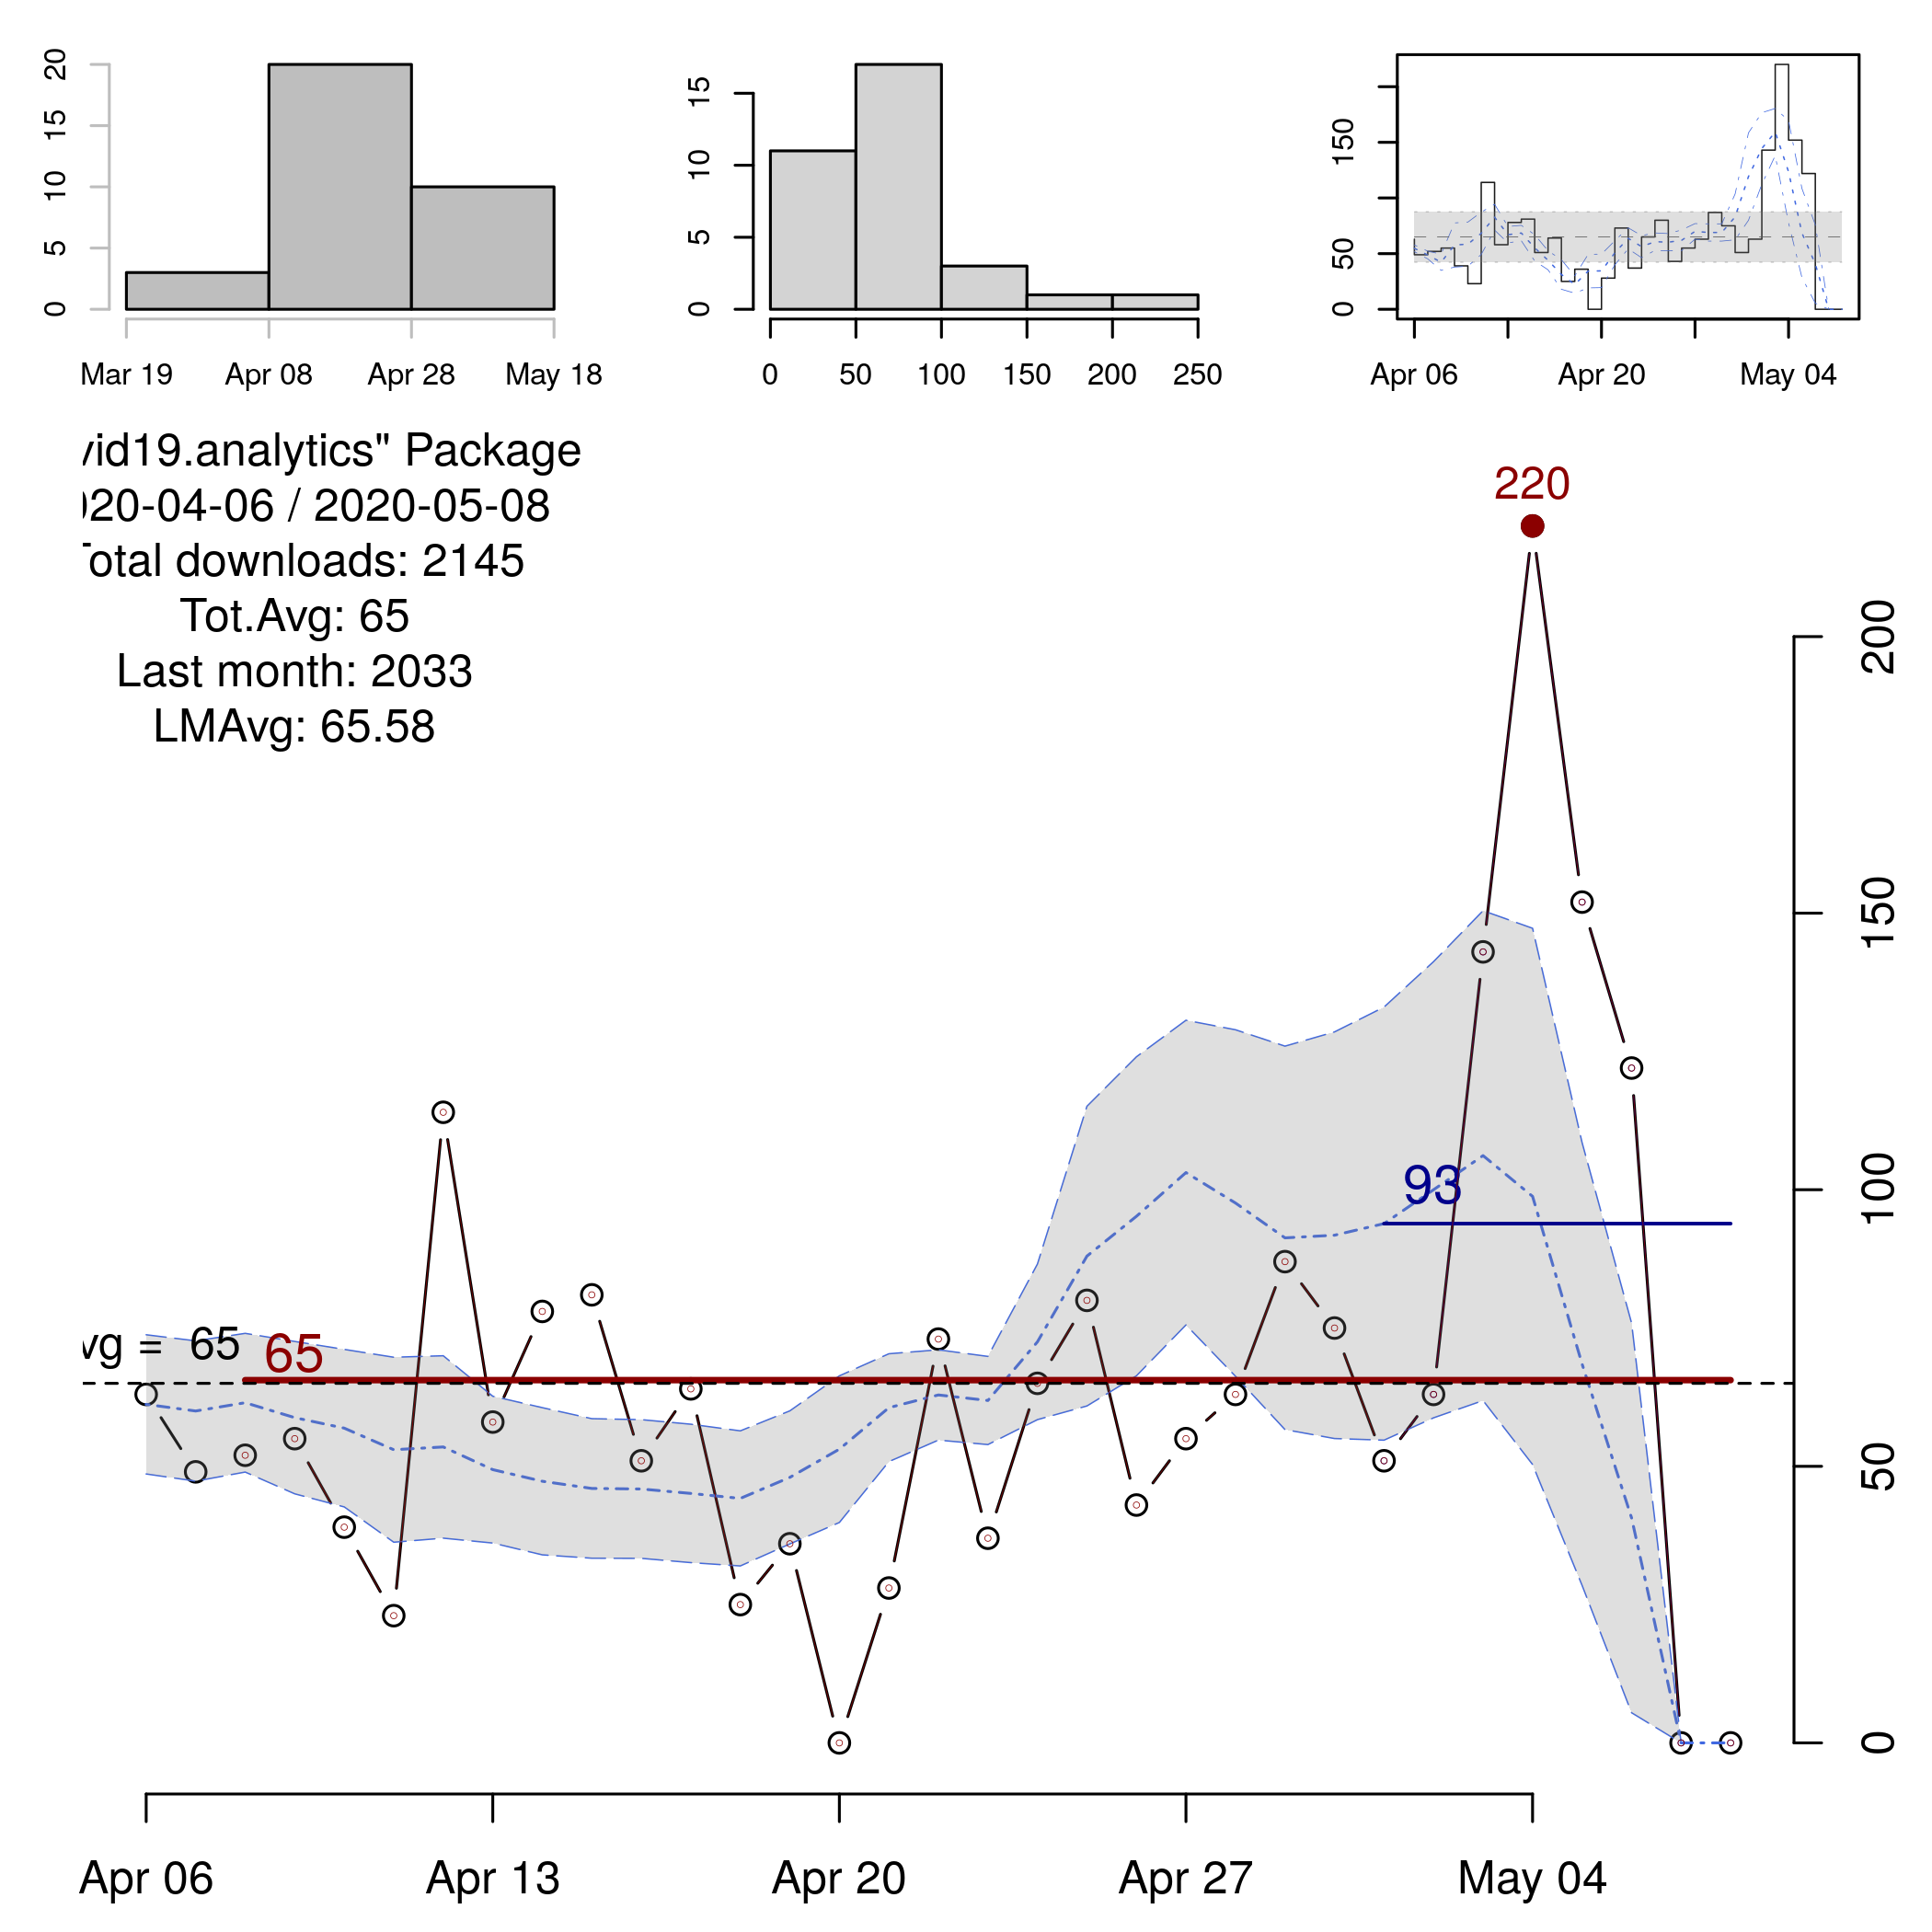 20
15
10
5
0
Mar 19 Apr 08 Apr 28 May 18
15
10
5
0
0 50 100 150 200 250
150
50
0
Apr 06 Apr 20 May 04
vid19.analytics" Package
020-04-06 / 2020-05-08
Total downloads: 2145
Tot.Avg: 65
Last month: 2033
LMAvg: 65.58
220
200
150
100
50
0
93
vg = 65
65
Apr 06 Apr 13 Apr 20 Apr 27 May 04